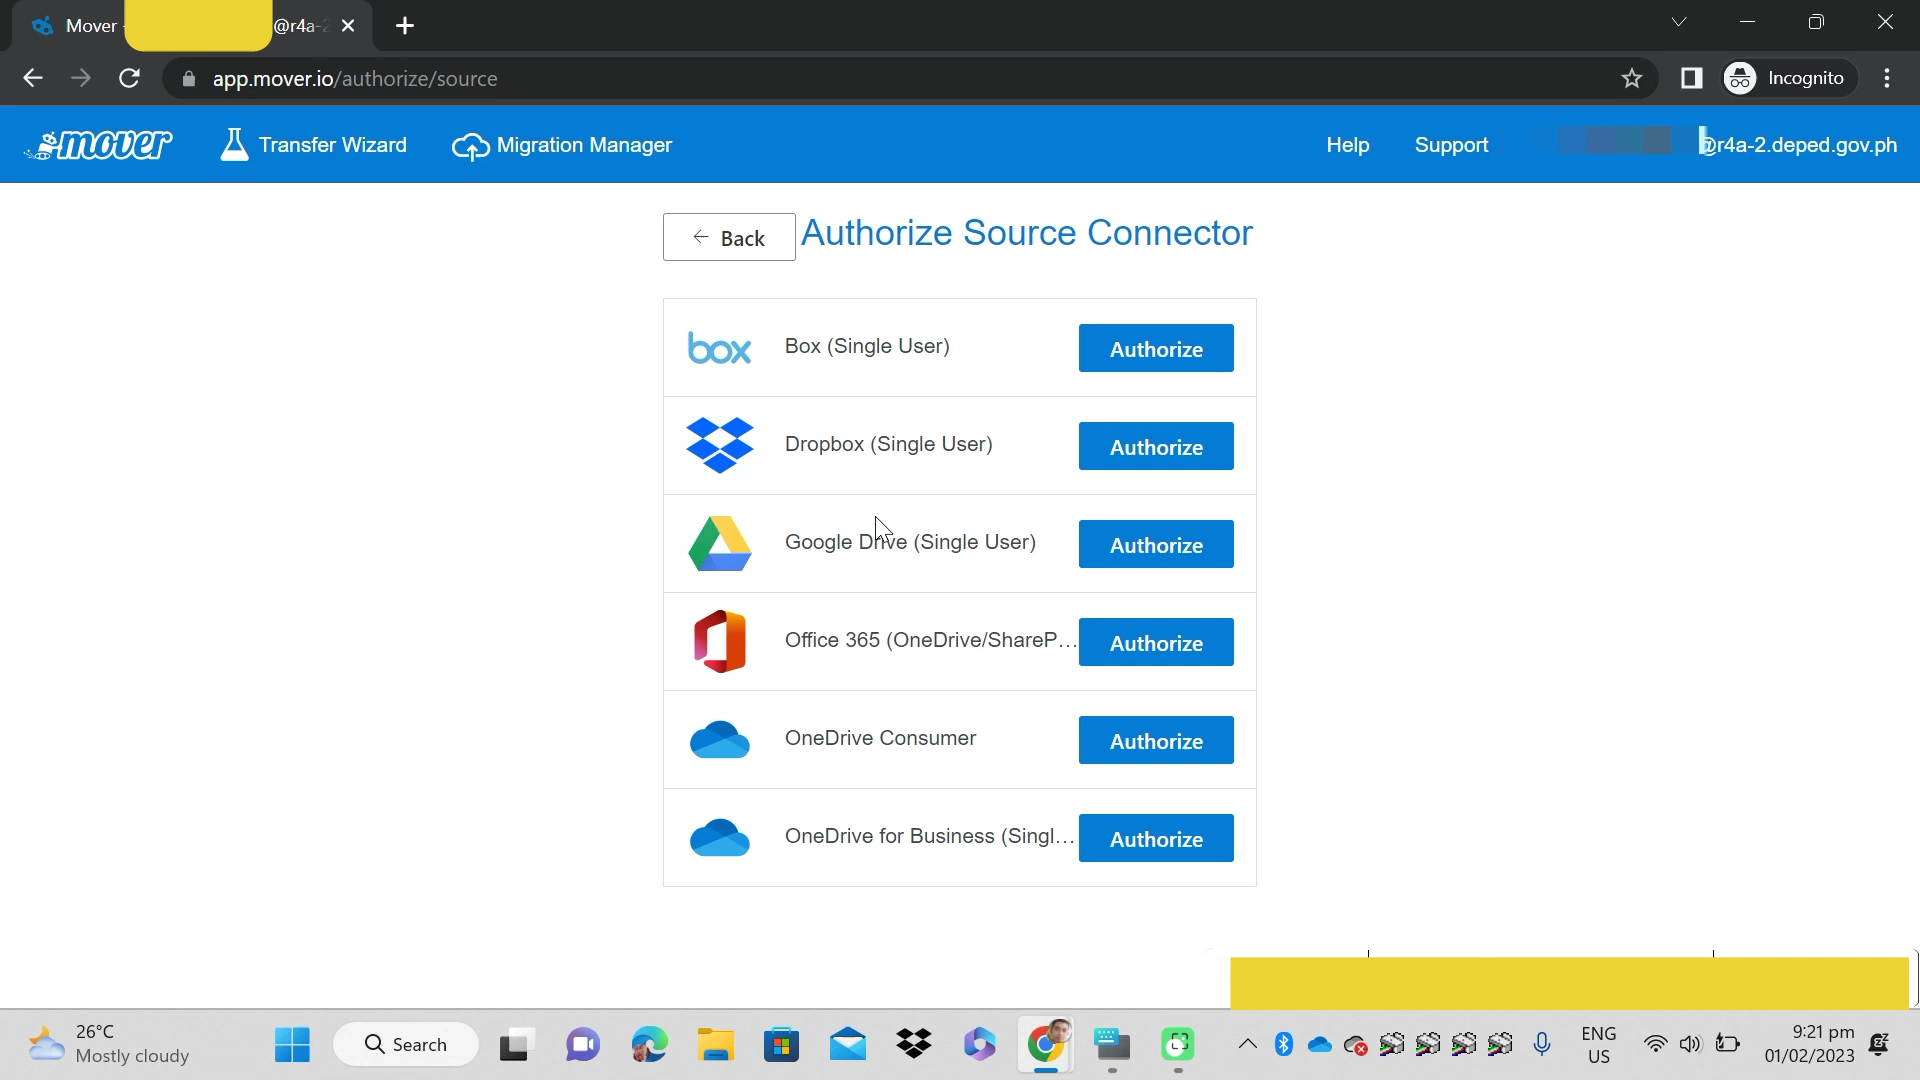 Mover -
@r4a-2
app.mover.io/authorize/source
Incognito
mover
Transfer Wizard
Migration Manager
Help
Support
@r4a-2.deped.gov.ph
← Back
Authorize Source Connector
box
Box (Single User)
Authorize
Dropbox (Single User)
Authorize
Google Drive (Single User)
Authorize
Office 365 (OneDrive/ShareP...
Authorize
OneDrive Consumer
Authorize
OneDrive for Business (Singl...
Authorize
26°C
Mostly cloudy
Search
ENG
US
9:21 pm
01/02/2023